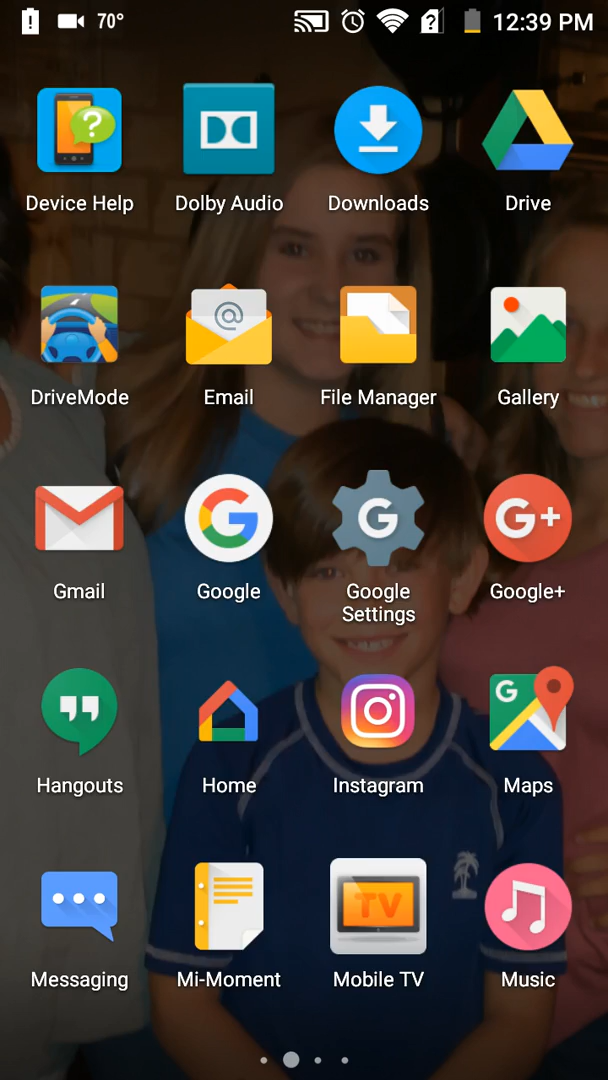 70° 12:39 PM
Device Help Dolby Audio Downloads Drive
@
DriveMode Email File Manager Gallery
G G G+
Gmail Google Google Settings Google+
G
Hangouts Home Instagram Maps
TV
Messaging Mi-Moment Mobile TV Music